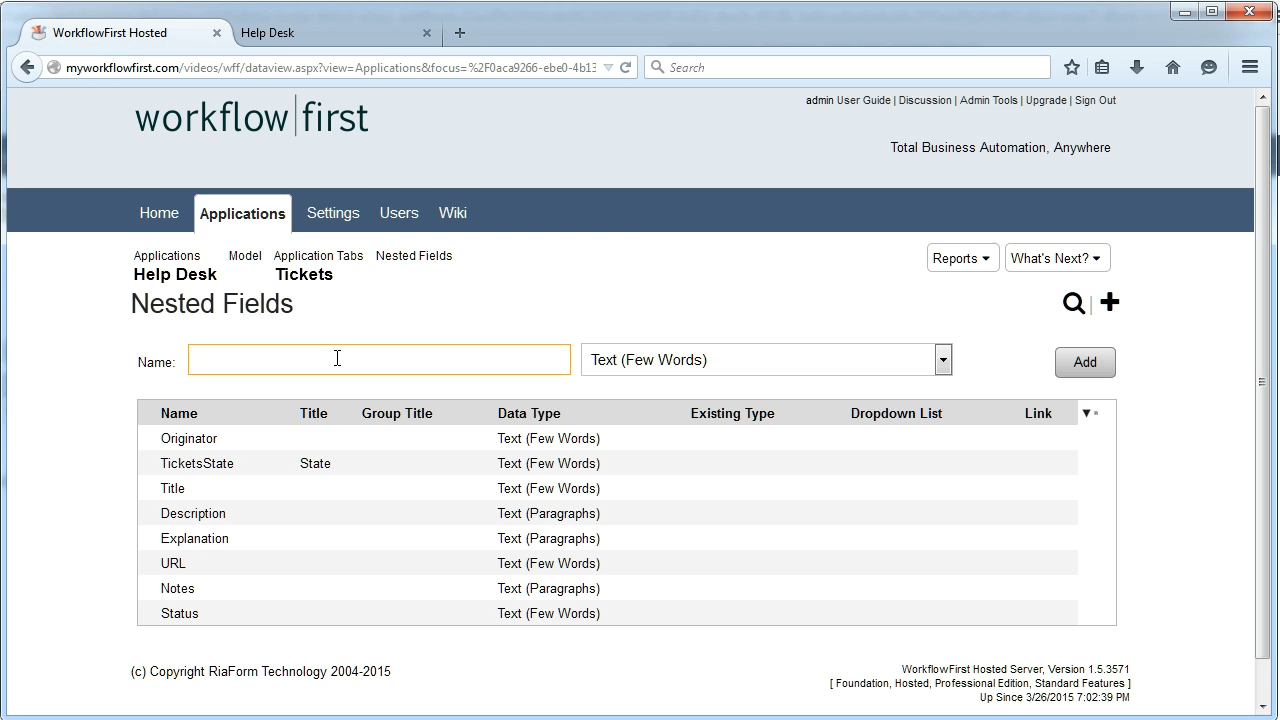 WorkflowFirst Hosted
Help Desk
myworkflowfirst.com/videos/wff/dataview.aspx?view=Applications&focus=%2F0aca9266-ebe0-4b13
Search
workflow|first
admin User Guide | Discussion | Admin Tools | Upgrade | Sign Out
Total Business Automation, Anywhere
Home Applications Settings Users Wiki
Applications Model Application Tabs Nested Fields
Help Desk Tickets
Reports
What's Next?
Nested Fields
Name:
Text (Few Words)
Add
Name Title Group Title Data Type Existing Type Dropdown List Link
Originator Text (Few Words)
TicketsState State Text (Few Words)
Title Text (Few Words)
Description Text (Paragraphs)
Explanation Text (Paragraphs)
URL Text (Few Words)
Notes Text (Paragraphs)
Status Text (Few Words)
(c) Copyright RiaForm Technology 2004-2015
WorkflowFirst Hosted Server, Version 1.5.3571
[ Foundation, Hosted, Professional Edition, Standard Features ]
Up Since 3/26/2015 7:02:39 PM